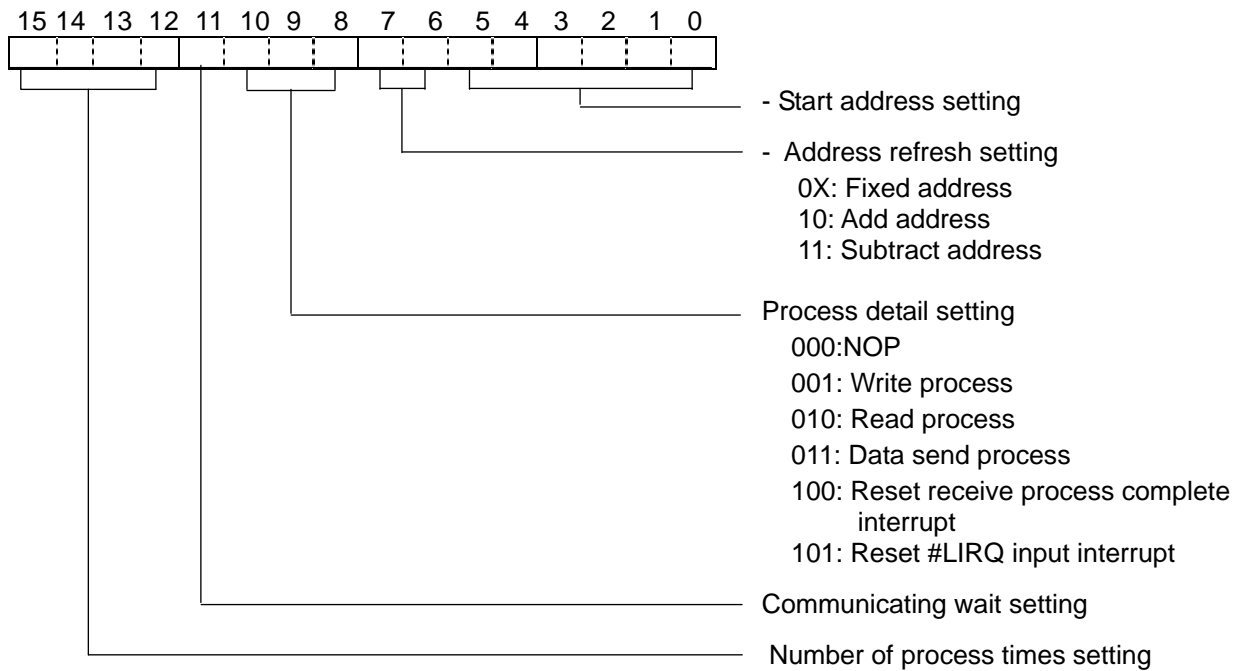 15 14 13 12 11 10 9 8 7 6 5 4 3 2 1 0
- Start address setting
- Address refresh setting
0X: Fixed address
10: Add address
11: Subtract address
Process detail setting
000:NOP
001: Write process
010: Read process
011: Data send process
100: Reset receive process complete
interrupt
101: Reset #LIRQ input interrupt
Communicating wait setting
Number of process times setting